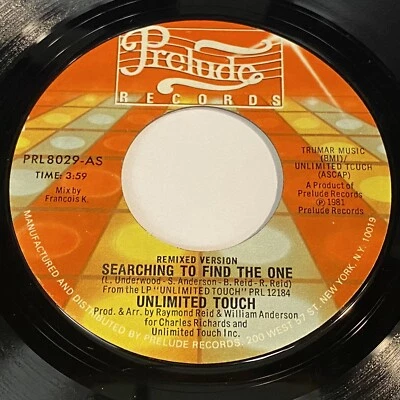 Prelude
RECORDS
PRL8029-AS
TIME: 3:59
Mix by
Francois K.
TRUMAR MUSIC
(BMI)/
UNLIMITED TOUCH
(ASCAP)
A Product of
Prelude Records
Ⓟ 1981
Prelude Records
REMIXED VERSION
SEARCHING TO FIND THE ONE
(L. Underwood - S. Anderson - B. Reid - R. Reid)
From the LP "UNLIMITED TOUCH" PRL 12184
UNLIMITED TOUCH
Prod. & Arr. by Raymond Reid & William Anderson
for Charles Richards and
Unlimited Touch Inc.
MANUFACTURED AND DISTRIBUTED BY PRELUDE RECORDS: 200 WEST 57 ST. NEW YORK, N.Y. 10019